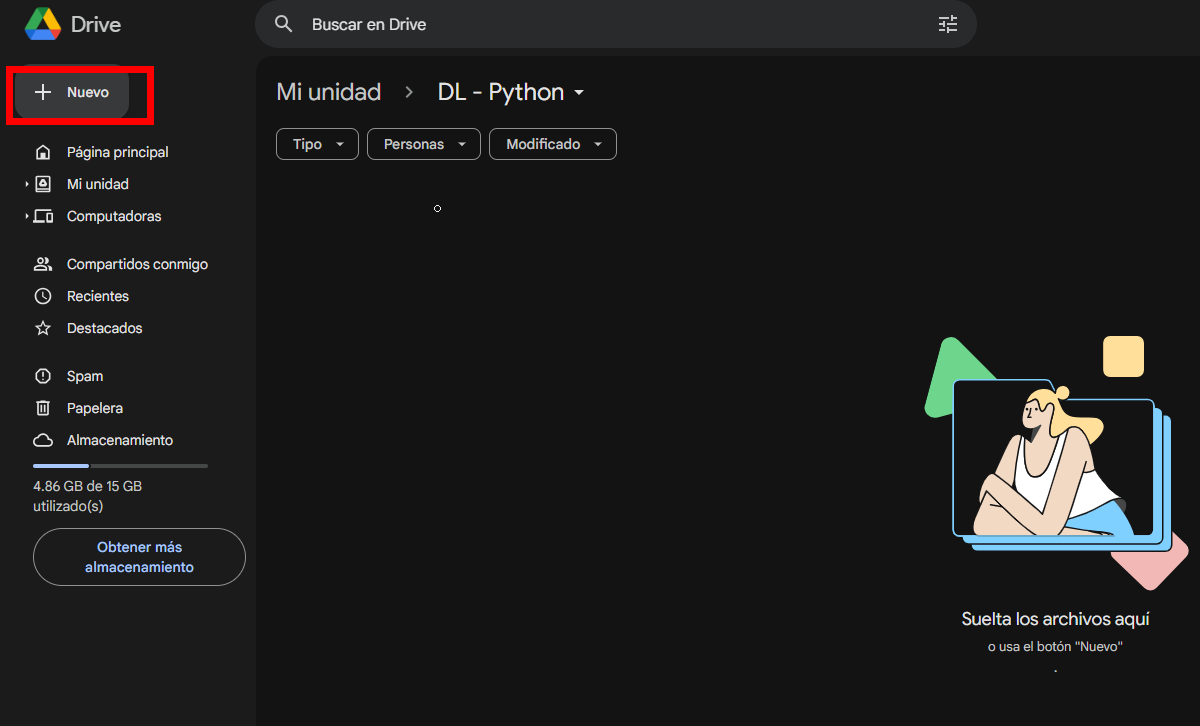 Drive
Buscar en Drive
Nuevo
Mi unidad
DL - Python
Tipo
Personas
Modificado
Página principal
Mi unidad
Computadoras
Compartidos conmigo
Recientes
Destacados
Spam
Papelera
Almacenamiento
4.86 GB de 15 GB
utilizado(s)
Obtener más
almacenamiento
Suelta los archivos aquí
o usa el botón "Nuevo"
.